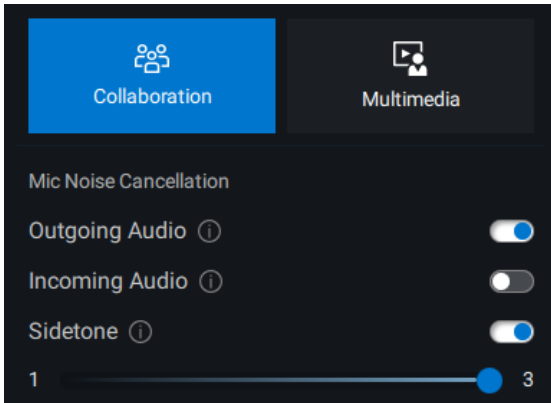 Collaboration
Multimedia
Mic Noise Cancellation
Outgoing Audio
Incoming Audio
Sidetone
1 3